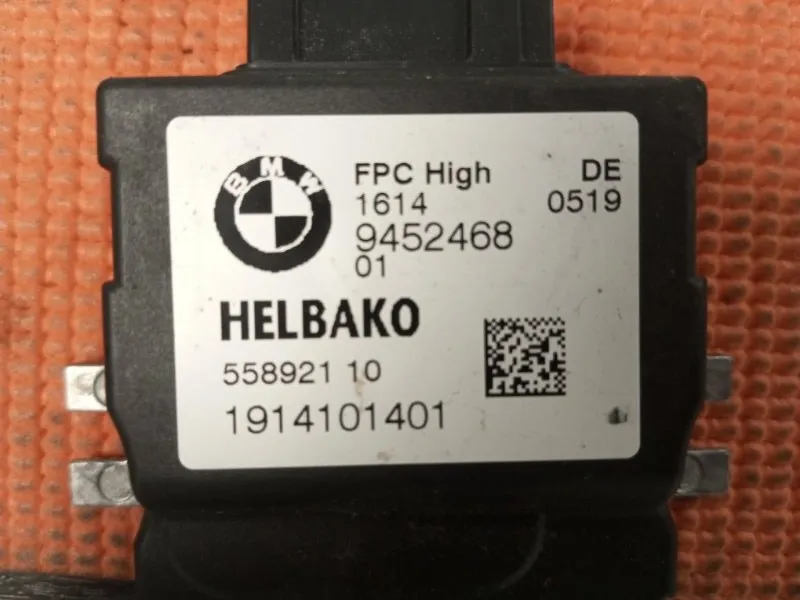 BMW
FPC High DE
1614 0519
9452468
01
HELBAKO
558921 10
1914101401